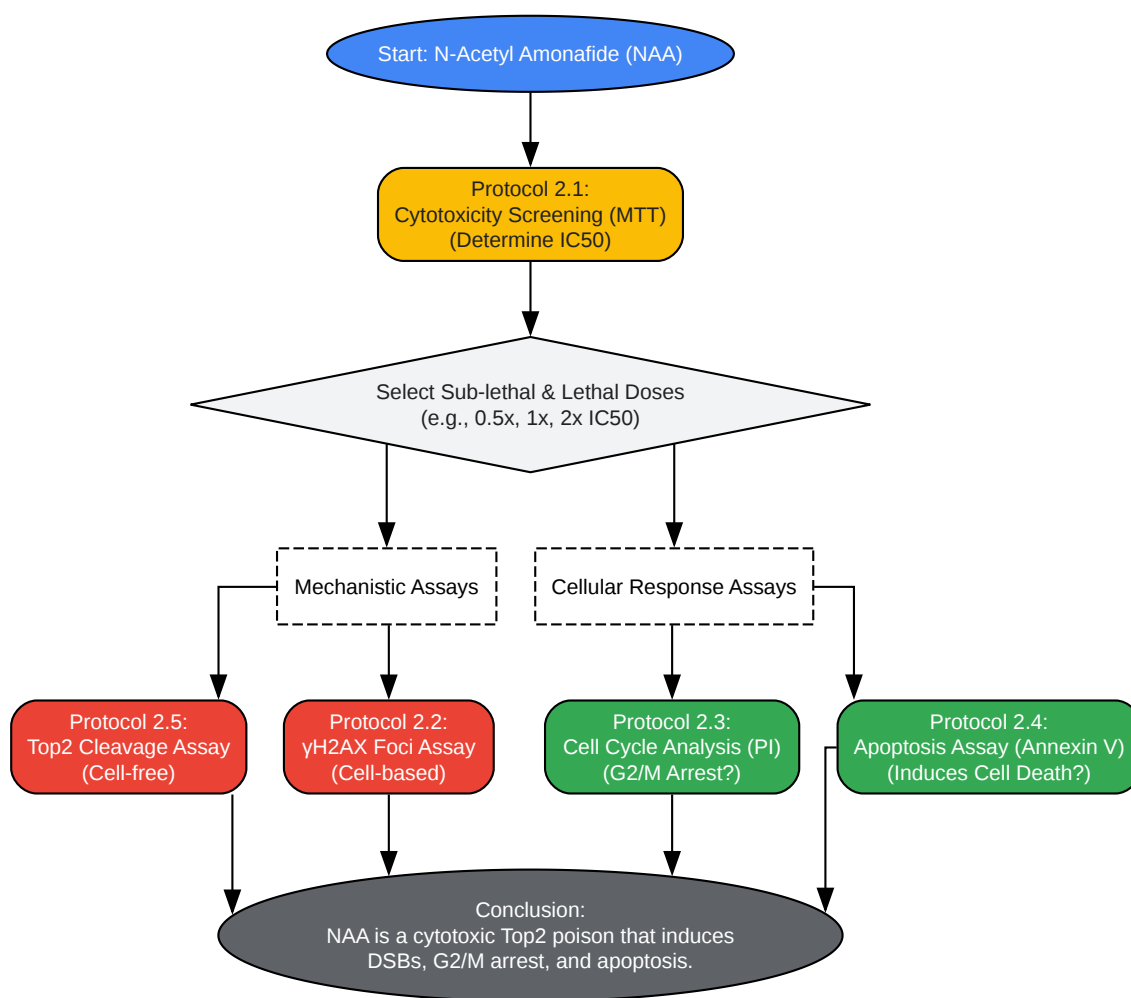 Start: N-Acetyl Amonafide (NAA)
Protocol 2.1:
Cytotoxicity Screening (MTT)
(Determine IC50)
Select Sub-lethal & Lethal Doses
(e.g., 0.5x, 1x, 2x IC50)
Mechanistic Assays
Cellular Response Assays
Protocol 2.5:
Top2 Cleavage Assay
(Cell-free)
Protocol 2.2:
γH2AX Foci Assay
(Cell-based)
Protocol 2.3:
Cell Cycle Analysis (PI)
(G2/M Arrest?)
Protocol 2.4:
Apoptosis Assay (Annexin V)
(Induces Cell Death?)
Conclusion:
NAA is a cytotoxic Top2 poison that induces
DSBs, G2/M arrest, and apoptosis.